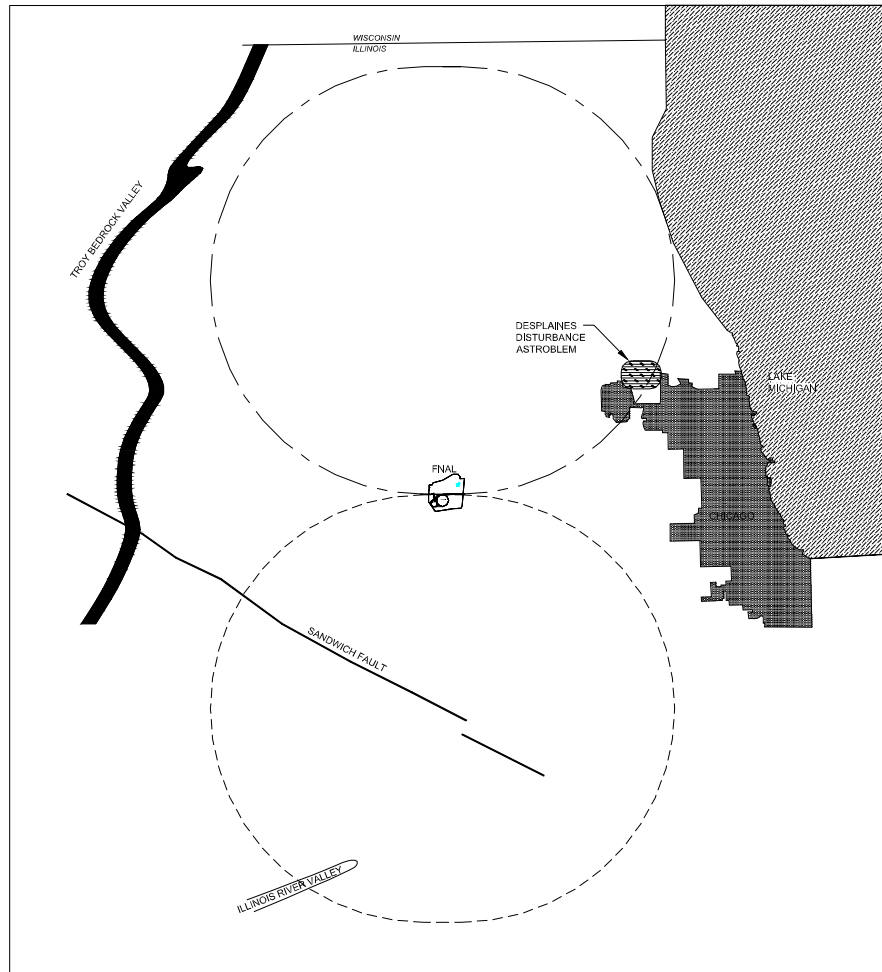 WISCONSIN
ILLINOIS
TROY BEDROCK VALLEY
DESPLAINES
DISTURBANCE
ASTROBLEM
LAKE
MICHIGAN
FNAL
CHICAGO
SANDWICH FAULT
ILLINOIS RIVER VALLEY